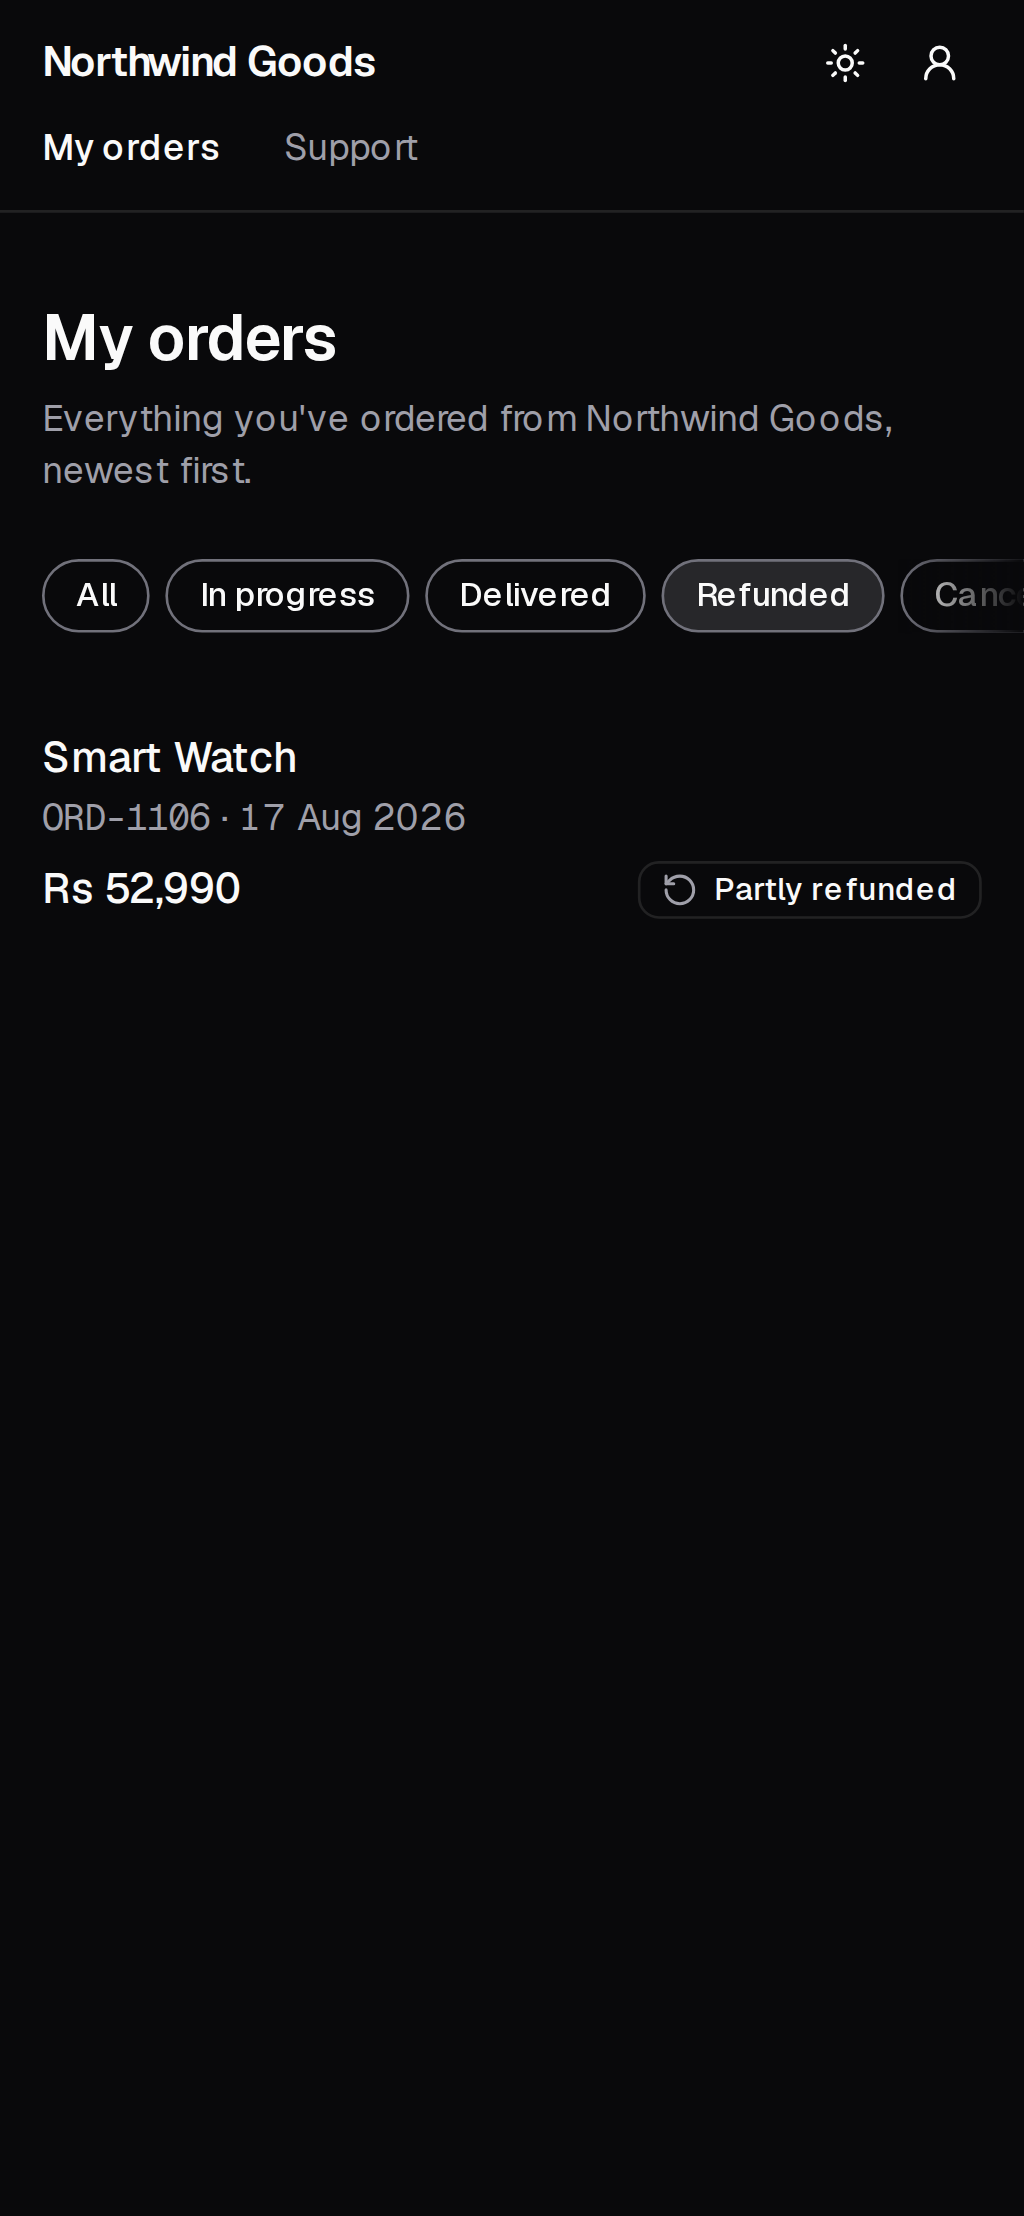 Northwind Goods
My orders Support
My orders
Everything you've ordered from Northwind Goods,
newest first.
All In progress Delivered Refunded
Smart Watch
ORD-1106 · 17 Aug 2026
Rs 52,990 Partly refunded